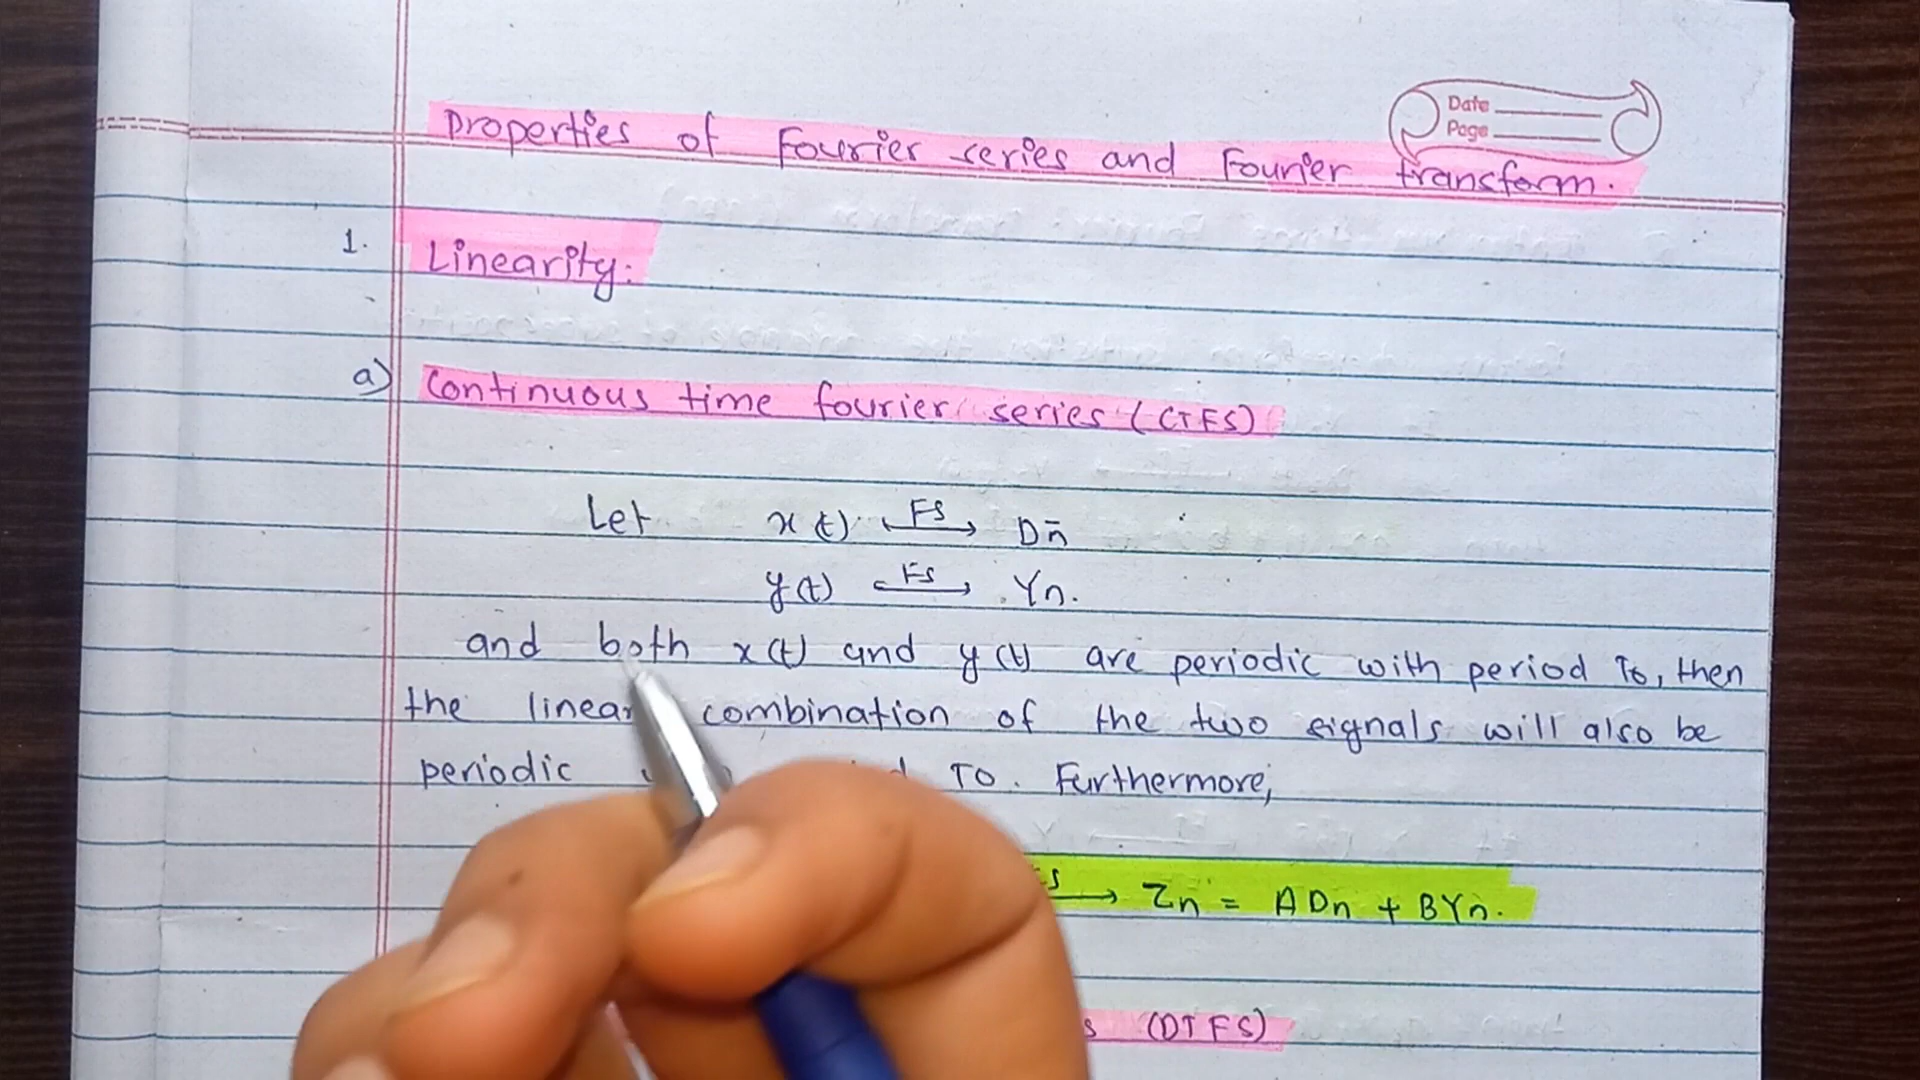 Date
Page
Properties of Fourier series and Fourier transform.
1. Linearity:
a) Continuous time fourier series (CTFS)
Let x(t) ←FS→ Dn
y(t) ←FS→ Yn.
and both x(t) and y(t) are periodic with period To, then
the linear combination of the two signals will also be
periodic TO. Furthermore,
→ Zn = ADn + BYn.
(DTFS)